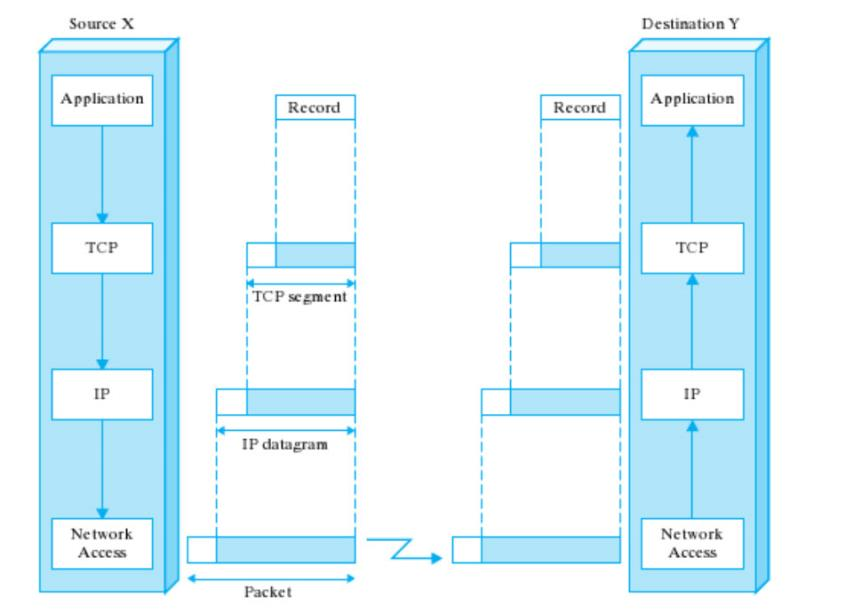 Source X
Destination Y
Application
Record
Record
Application
TCP
TCP
TCP segment
IP
IP
IP datagram
Network
Access
Network
Access
Packet